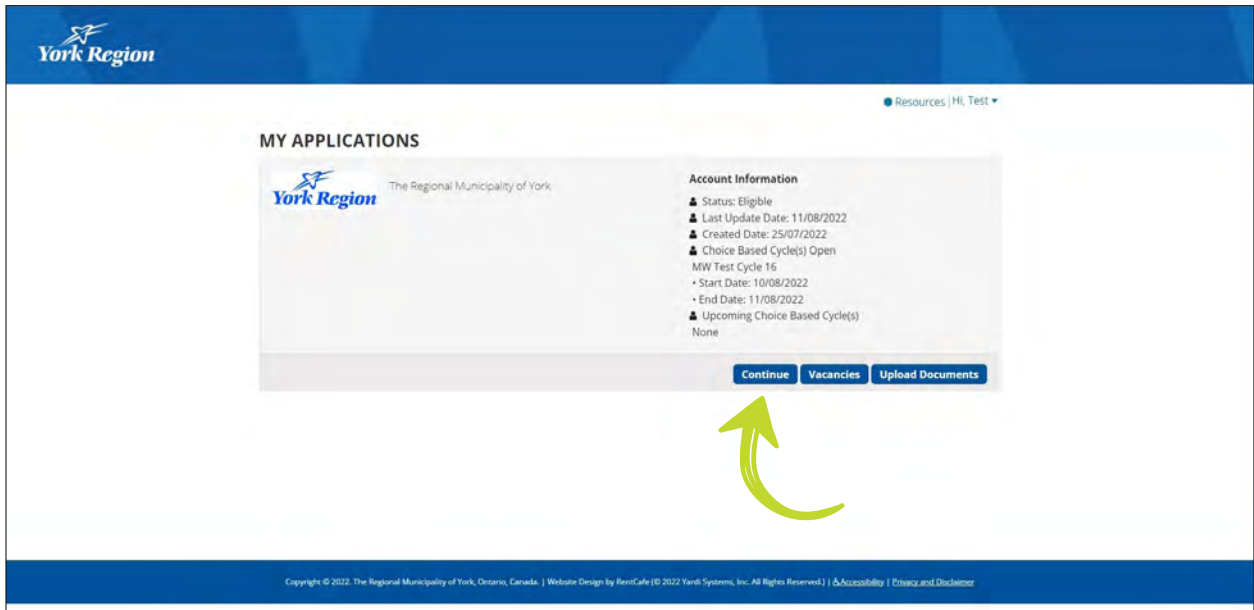 York Region
Resources | Hi, Test
MY APPLICATIONS
York Region
The Regional Municipality of York
Account Information
Status: Eligible
Last Update Date: 11/08/2022
Created Date: 25/07/2022
Choice Based Cycle(s) Open
MW Test Cycle 16
• Start Date: 10/08/2022
• End Date: 11/08/2022
Upcoming Choice Based Cycle(s)
None
Continue Vacancies Upload Documents
Copyright © 2022. The Regional Municipality of York, Ontario, Canada. | Website Design by RentCafe (© 2022 Yardi Systems, Inc. All Rights Reserved.) | Accessibility | Privacy and Disclaimer